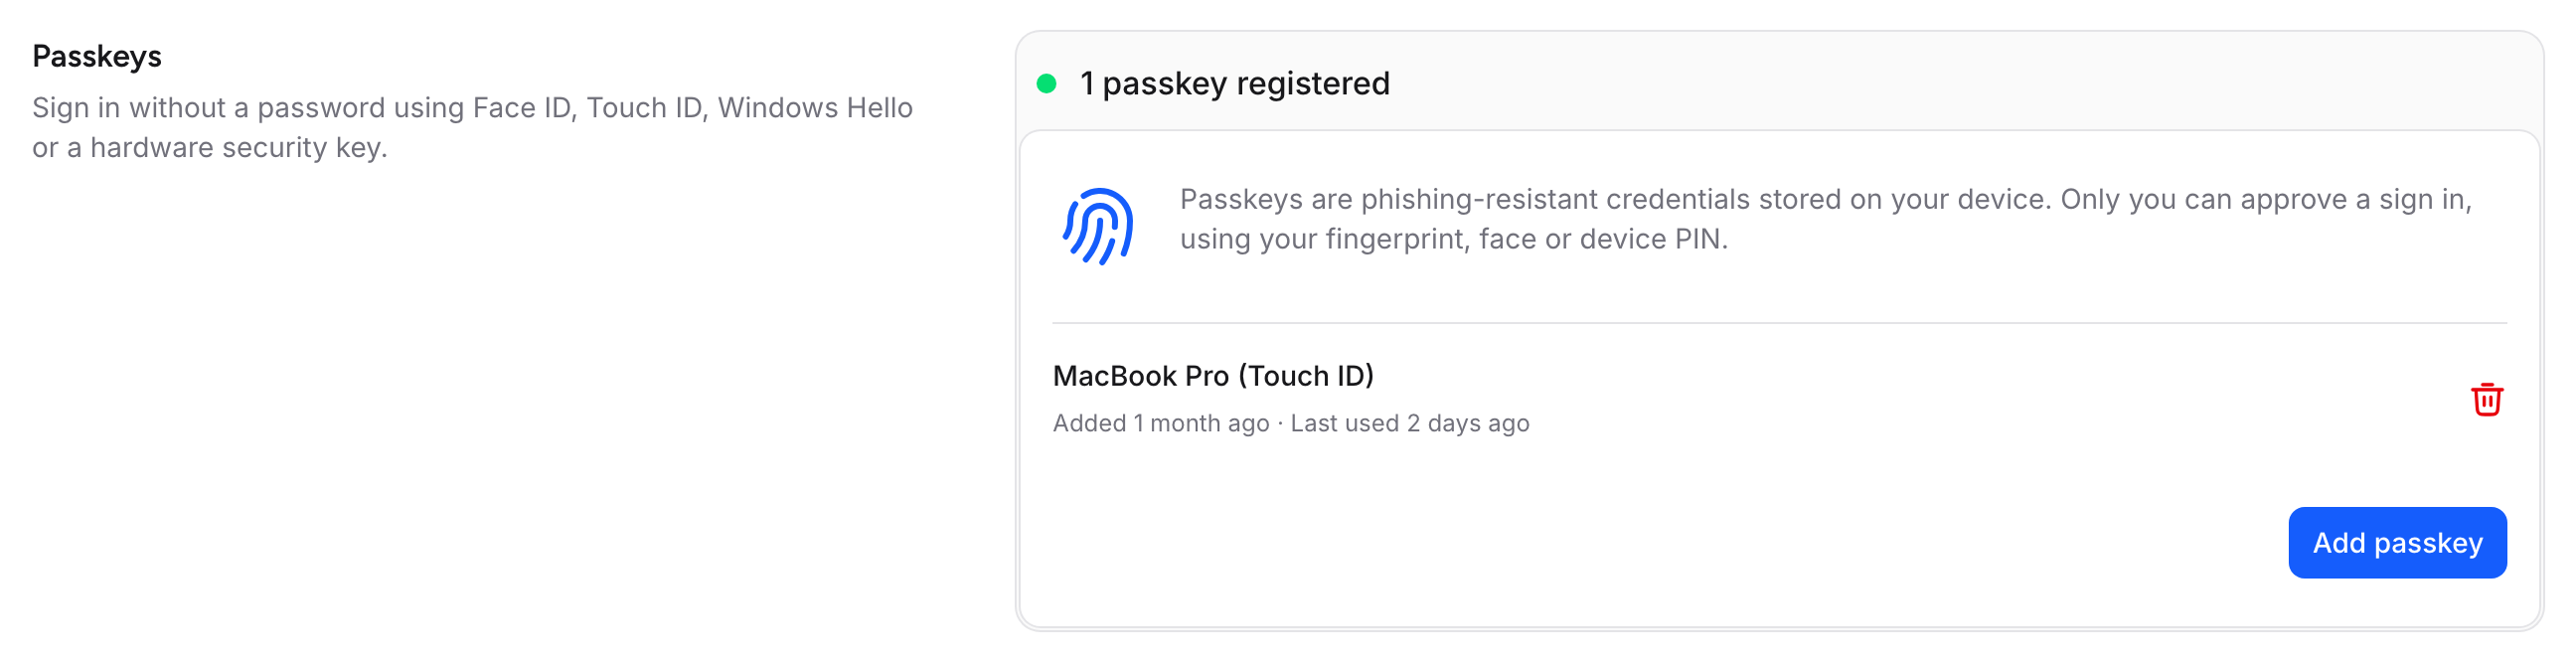 Passkeys
Sign in without a password using Face ID, Touch ID, Windows Hello
or a hardware security key.
1 passkey registered
Passkeys are phishing-resistant credentials stored on your device. Only you can approve a sign in,
using your fingerprint, face or device PIN.
MacBook Pro (Touch ID)
Added 1 month ago · Last used 2 days ago
Add passkey